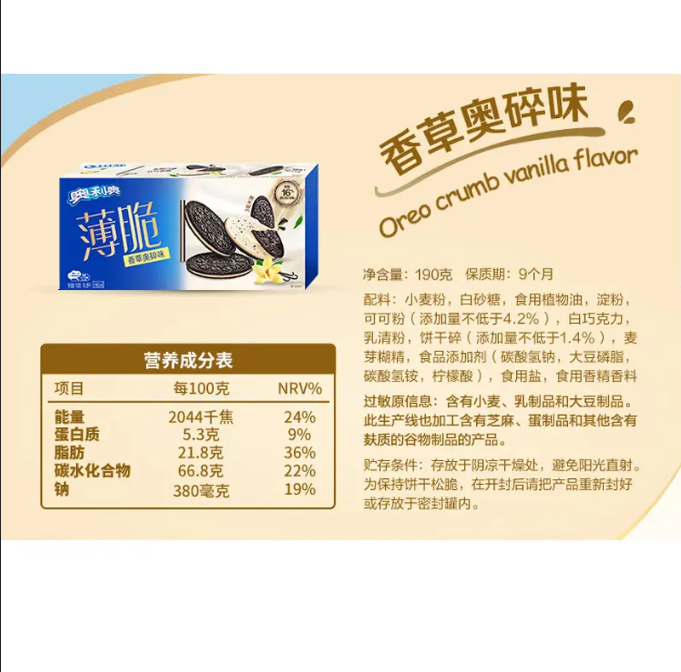 香草奥碎味
Oreo crumb vanilla flavor
奥利奥
薄脆
香草奥碎味
16
净含量：190克 保质期：9个月
配料：小麦粉，白砂糖，食用植物油，淀粉，
可可粉（添加量不低于4.2%），白巧克力，
乳清粉，饼干碎（添加量不低于1.4%），麦
芽糊精，食品添加剂（碳酸氢钠，大豆磷脂，
碳酸氢铵，柠檬酸），食用盐，食用香精香料
过敏原信息：含有小麦、乳制品和大豆制品。
此生产线也加工含有芝麻、蛋制品和其他含有
麸质的谷物制品的产品。
贮存条件：存放于阴凉干燥处，避免阳光直射。
为保持饼干松脆，在开封后请把产品重新封好
或存放于密封罐内。
营养成分表
项目 每100克 NRV%
能量 2044千焦 24%
蛋白质 5.3克 9%
脂肪 21.8克 36%
碳水化合物 66.8克 22%
钠 380毫克 19%